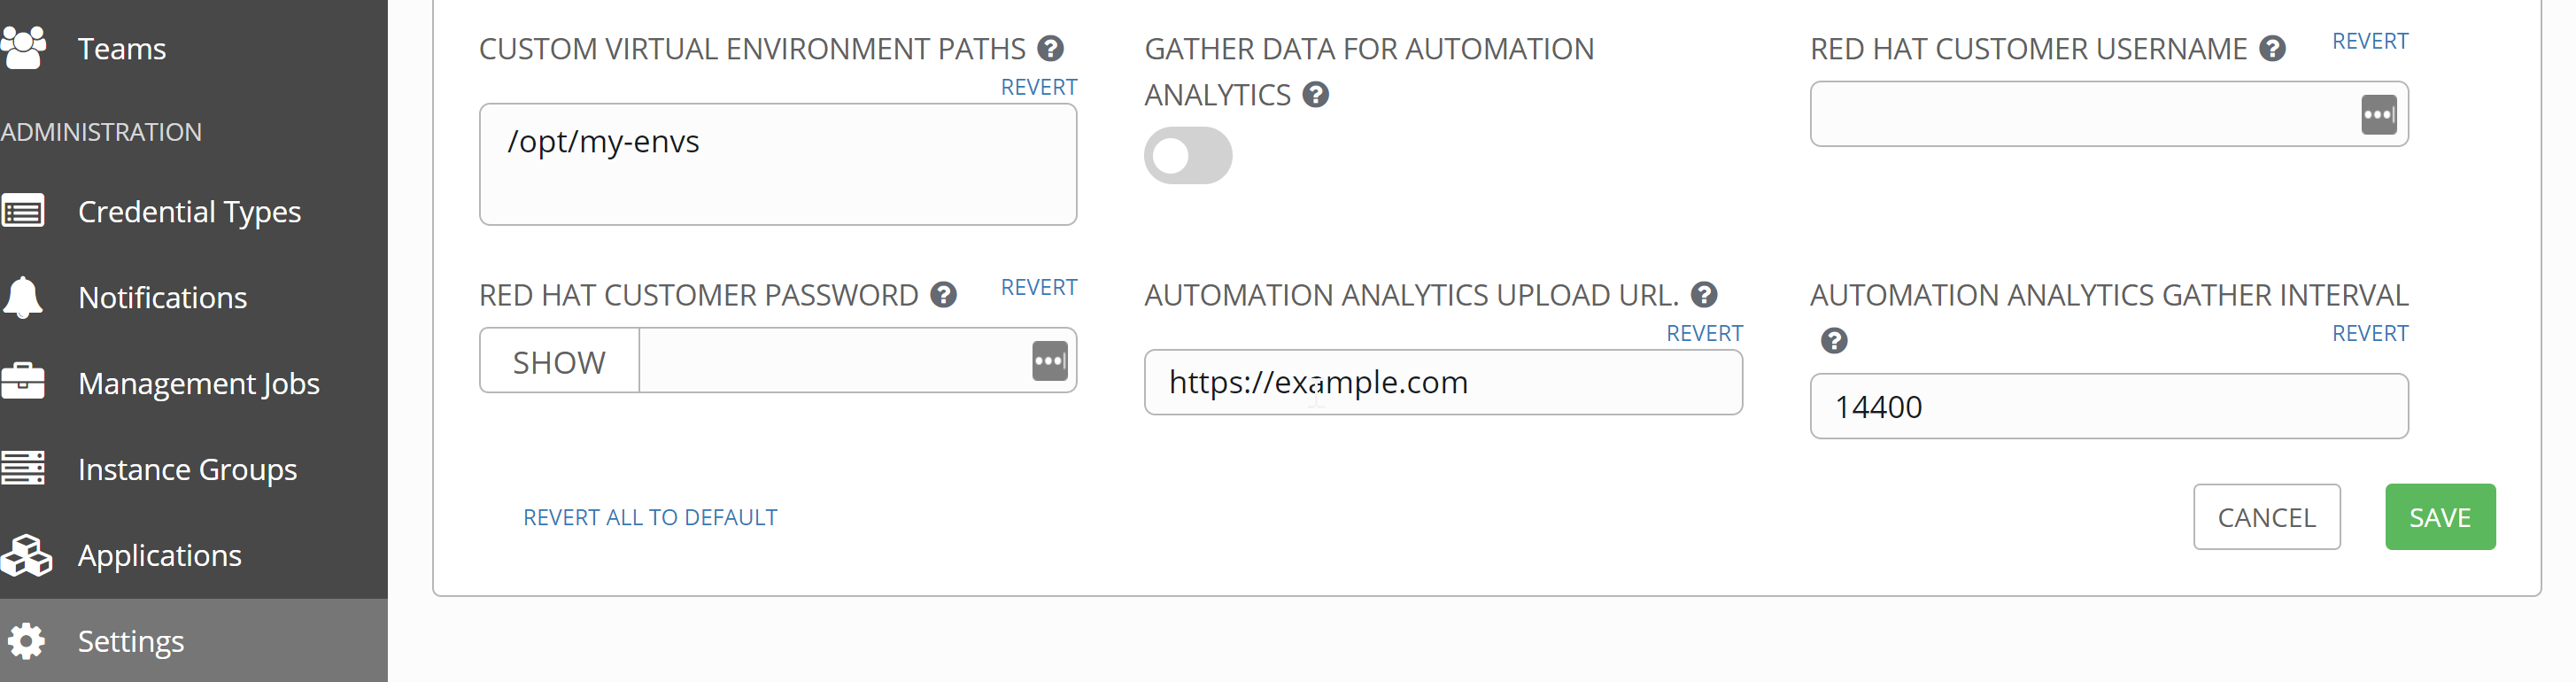 Teams
ADMINISTRATION
Credential Types
Notifications
Management Jobs
Instance Groups
Applications
Settings
CUSTOM VIRTUAL ENVIRONMENT PATHS
REVERT
/opt/my-envs
GATHER DATA FOR AUTOMATION
ANALYTICS
RED HAT CUSTOMER USERNAME
REVERT
RED HAT CUSTOMER PASSWORD
REVERT
SHOW
AUTOMATION ANALYTICS UPLOAD URL.
REVERT
https://example.com
AUTOMATION ANALYTICS GATHER INTERVAL
REVERT
14400
REVERT ALL TO DEFAULT
CANCEL
SAVE